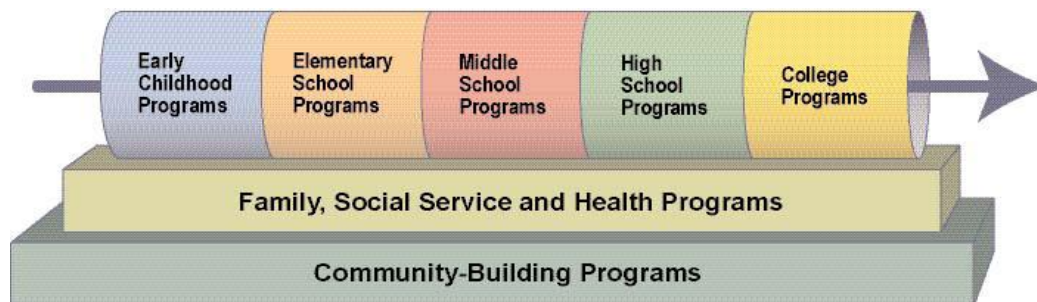 Early
Childhood
Programs
Elementary
School
Programs
Middle
School
Programs
High
School
Programs
College
Programs
Family, Social Service and Health Programs
Community-Building Programs